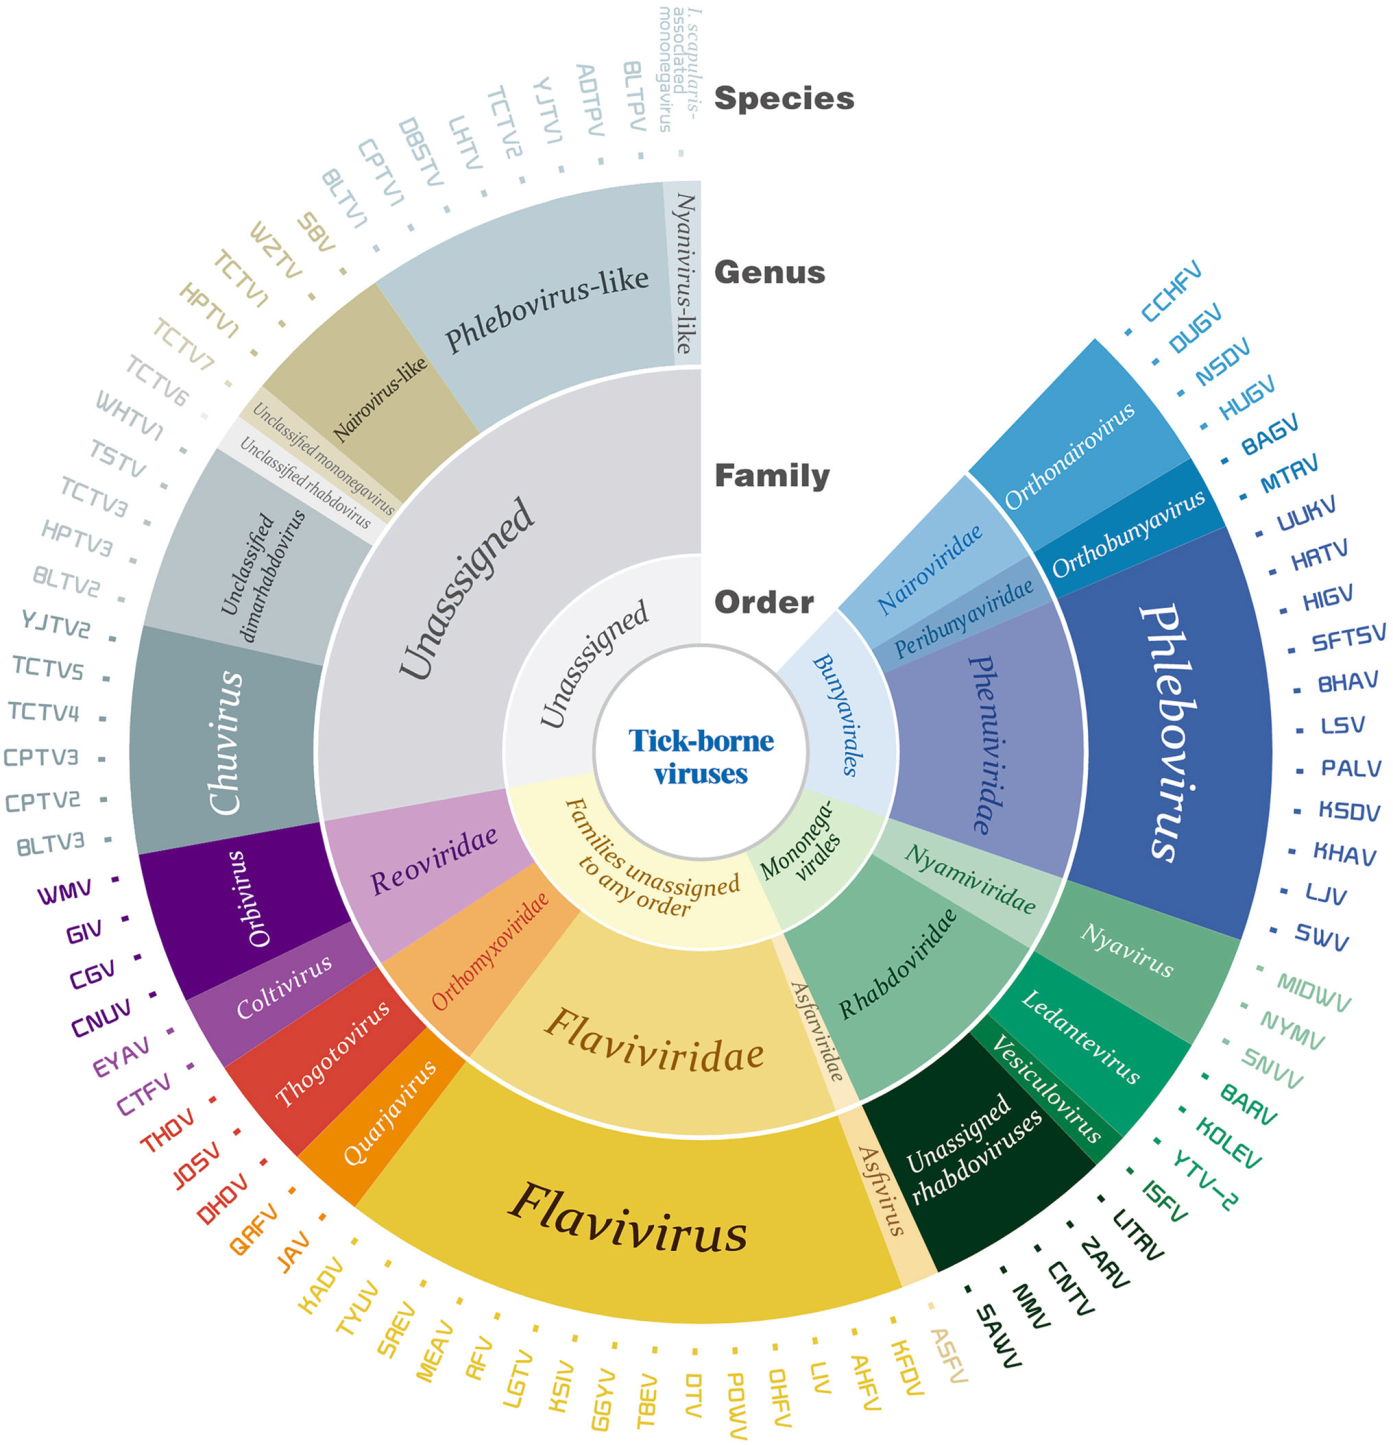 Species
Genus
Family
Order
Tick-borne
viruses
Bunyavirales
Mononega-
virales
Families unassigned
to any order
Unasssigned
Nairoviridae
Peribunyaviridae
Phenuiviridae
Nyamiviridae
Rhabdoviridae
Asfarviridae
Flaviviridae
Orthomyxoviridae
Reoviridae
Unasssigned
Orthonairovirus
Orthobunyavirus
Phlebovirus
Nyavirus
Ledantevirus
Vesiculovirus
Unassigned
rhabdoviruses
Asfivirus
Flavivirus
Quarjavirus
Thogotovirus
Coltivirus
Orbivirus
Chuvirus
Unclassified
dimarhabdovirus
Unclassified rhabdovirus
Unclassified mononegavirus
Nairovirus-like
Phlebovirus-like
Nyanivirus-like
CCHFV
DUGV
NSDV
HUGV
BAGV
MTRV
UUKV
HRTV
HIGV
SFTSV
BHAV
LSV
PALV
KSDV
KHAV
LJV
SWV
MIDWV
NYMV
SNVV
BARV
KOLEV
YTV-2
ISFV
LITRV
ZARV
CNTV
NMV
SAWV
ASFV
KFDV
AHFV
LIV
OHFV
POWV
DTV
TBEV
GGYV
KSIV
LGTV
RFV
MEAV
SREV
TYUV
KADV
JAV
QRFV
DHOV
JOSV
THOV
CTFV
EYAV
CNUV
CGV
GIV
WMV
BLTV3
CPTV2
CPTV3
TCTV4
TCTV5
YJTV2
BLTV2
HPTV3
TCTV3
TSTV
WHTV1
TCTV6
TCTV7
HPTV1
TCTV1
WZTV
SBV
BLTV1
CPTV1
DBSTV
LHTV
TCTV2
YJTV1
ADTPV
BLTPV
I. scapularis-
associated
mononegavirus